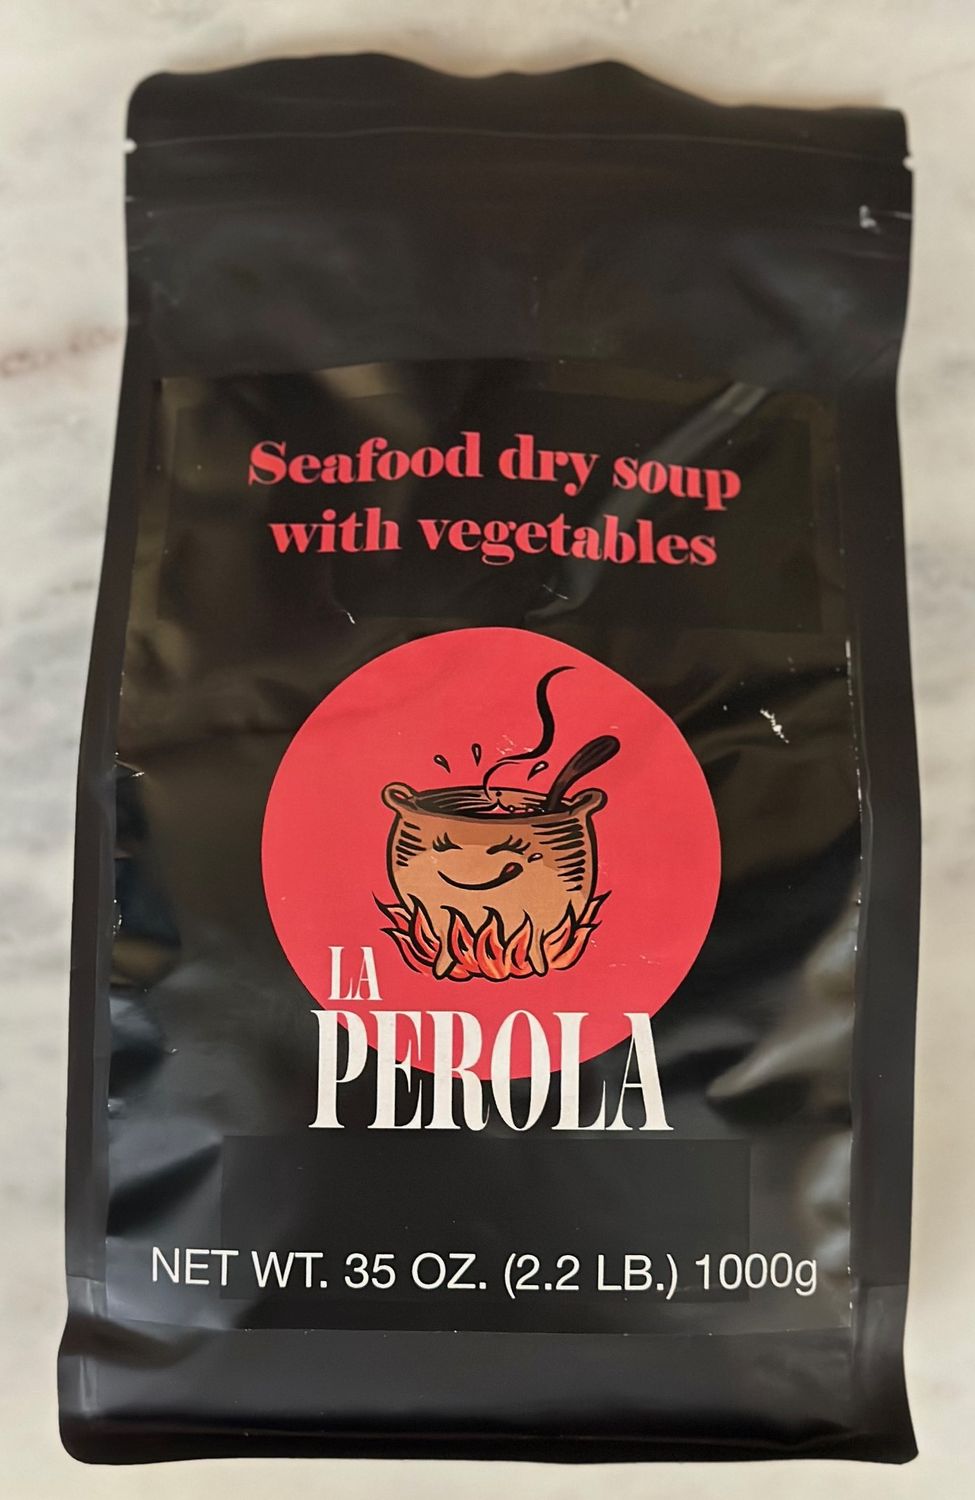 Seafood dry soup
with vegetables
LA
PEROLA
NET WT. 35 OZ. (2.2 LB.) 1000g